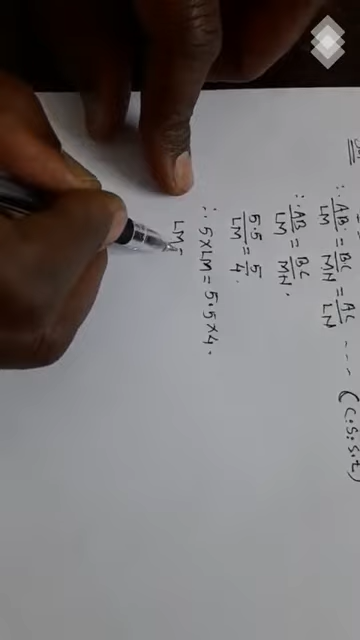 ∴ AB/LM = BC/MN = AC/LN --- (C.S.S.t)
∴ AB/LM = BC/MN.
5.5/LM = 5/4.
∴ 5 × LM = 5.5 × 4.
LM =